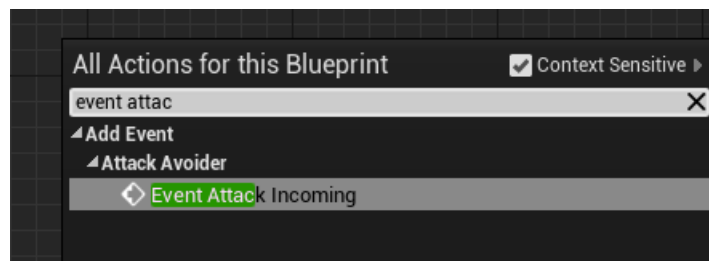 All Actions for this Blueprint Context Sensitive
event attac
Add Event
Attack Avoider
Event Attack Incoming